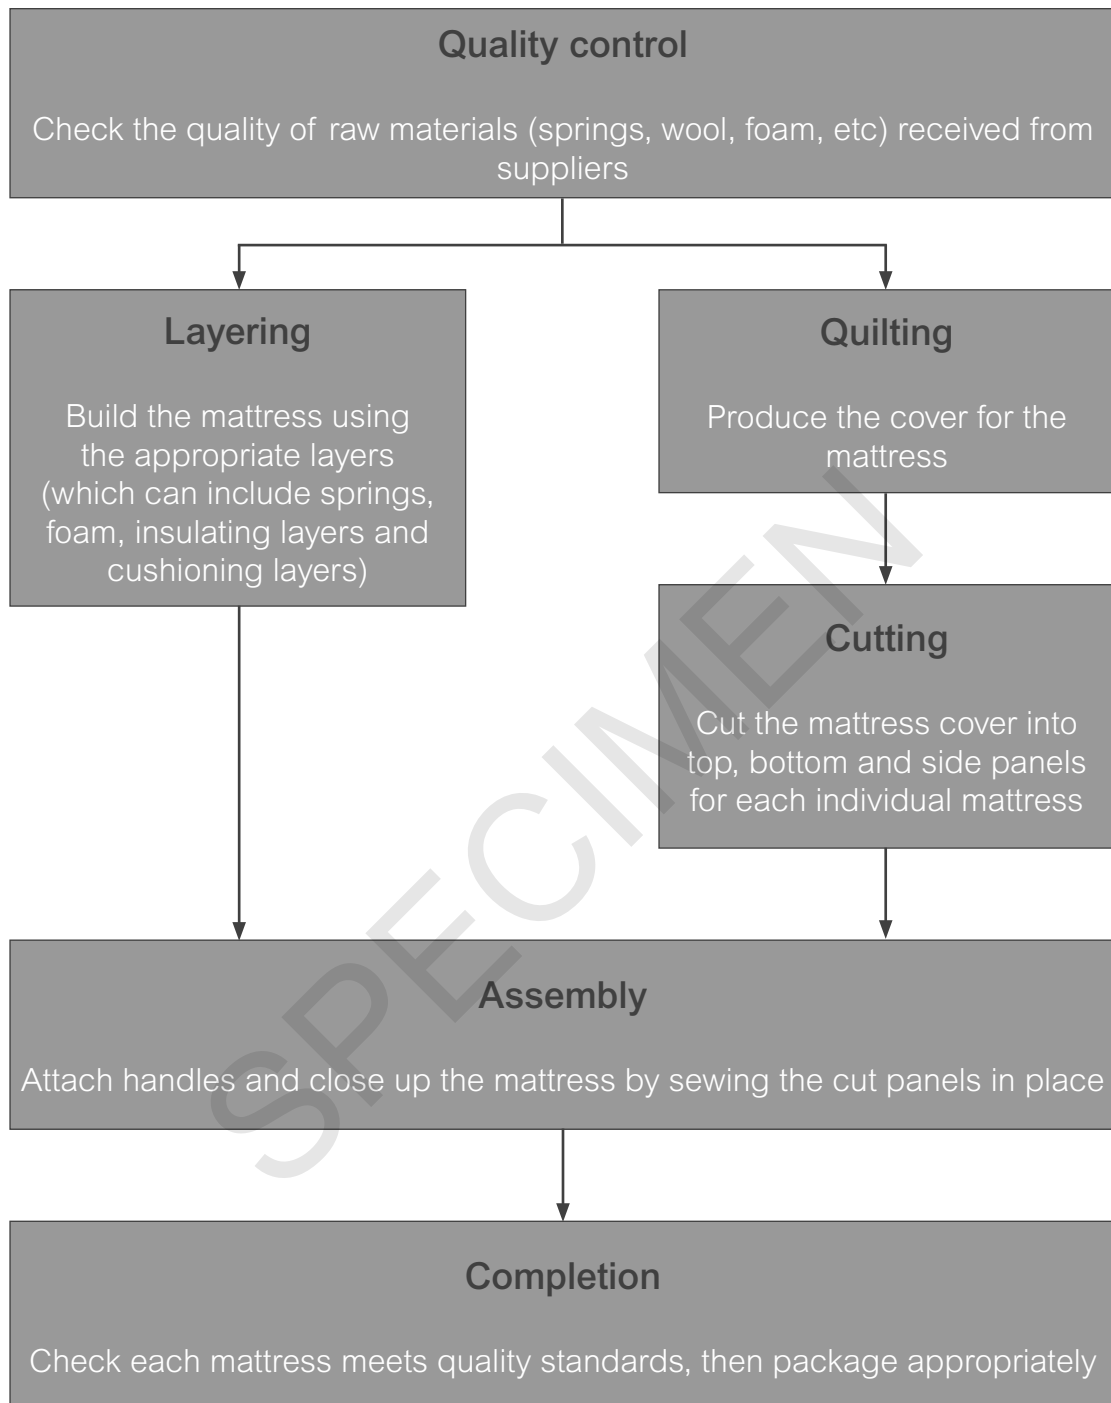 Quality control
Check the quality of raw materials (springs, wool, foam, etc) received from
suppliers
Layering
Build the mattress using
the appropriate layers
(which can include springs,
foam, insulating layers and
cushioning layers)
Quilting
Produce the cover for the
mattress
Cutting
Cut the mattress cover into
top, bottom and side panels
for each individual mattress
SPECIMEN
Assembly
Attach handles and close up the mattress by sewing the cut panels in place
Completion
Check each mattress meets quality standards, then package appropriately